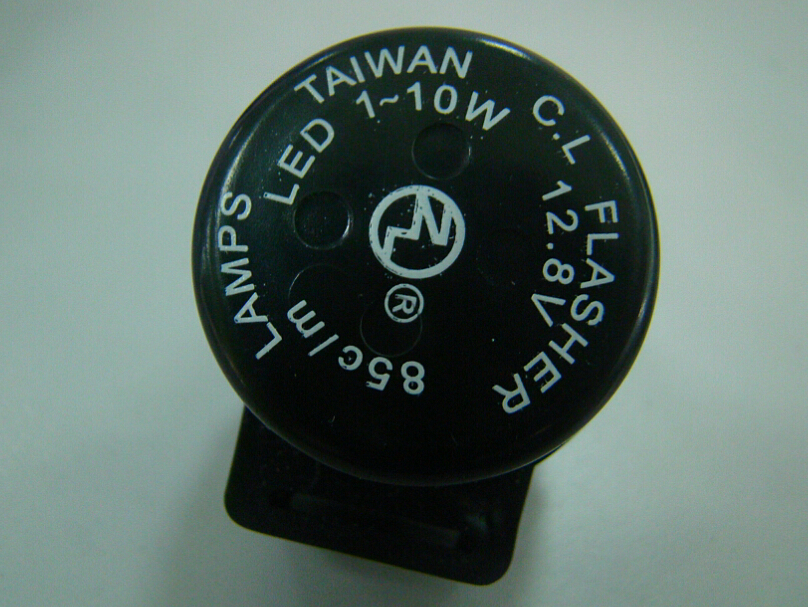 TAIWAN C.L FLASHER
LED 1~10W 12.8V 85c/m
LAMPS
®